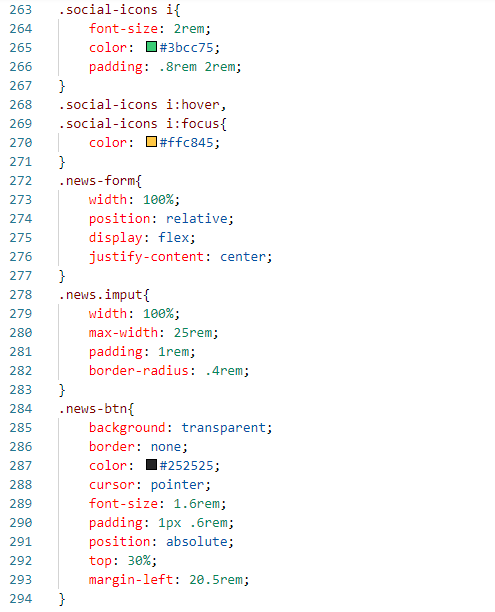 263 .social-icons i{
264     font-size: 2rem;
265     color: #3bcc75;
266     padding: .8rem 2rem;
267 }
268 .social-icons i:hover,
269 .social-icons i:focus{
270     color: #ffc845;
271 }
272 .news-form{
273     width: 100%;
274     position: relative;
275     display: flex;
276     justify-content: center;
277 }
278 .news.imput{
279     width: 100%;
280     max-width: 25rem;
281     padding: 1rem;
282     border-radius: .4rem;
283 }
284 .news-btn{
285     background: transparent;
286     border: none;
287     color: #252525;
288     cursor: pointer;
289     font-size: 1.6rem;
290     padding: 1px .6rem;
291     position: absolute;
292     top: 30%;
293     margin-left: 20.5rem;
294 }